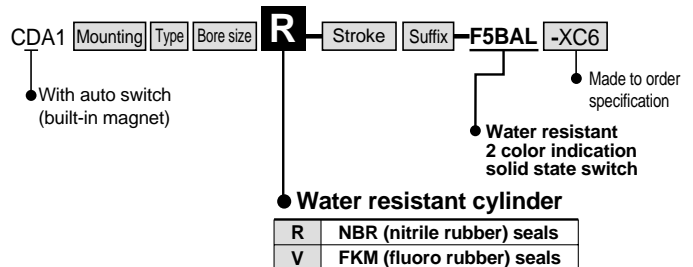 CDA1 Mounting Type Bore size R Stroke Suffix F5BAL -XC6
With auto switch
(built-in magnet)
Made to order
specification
Water resistant
2 color indication
solid state switch
Water resistant cylinder
R NBR (nitrile rubber) seals
V FKM (fluoro rubber) seals